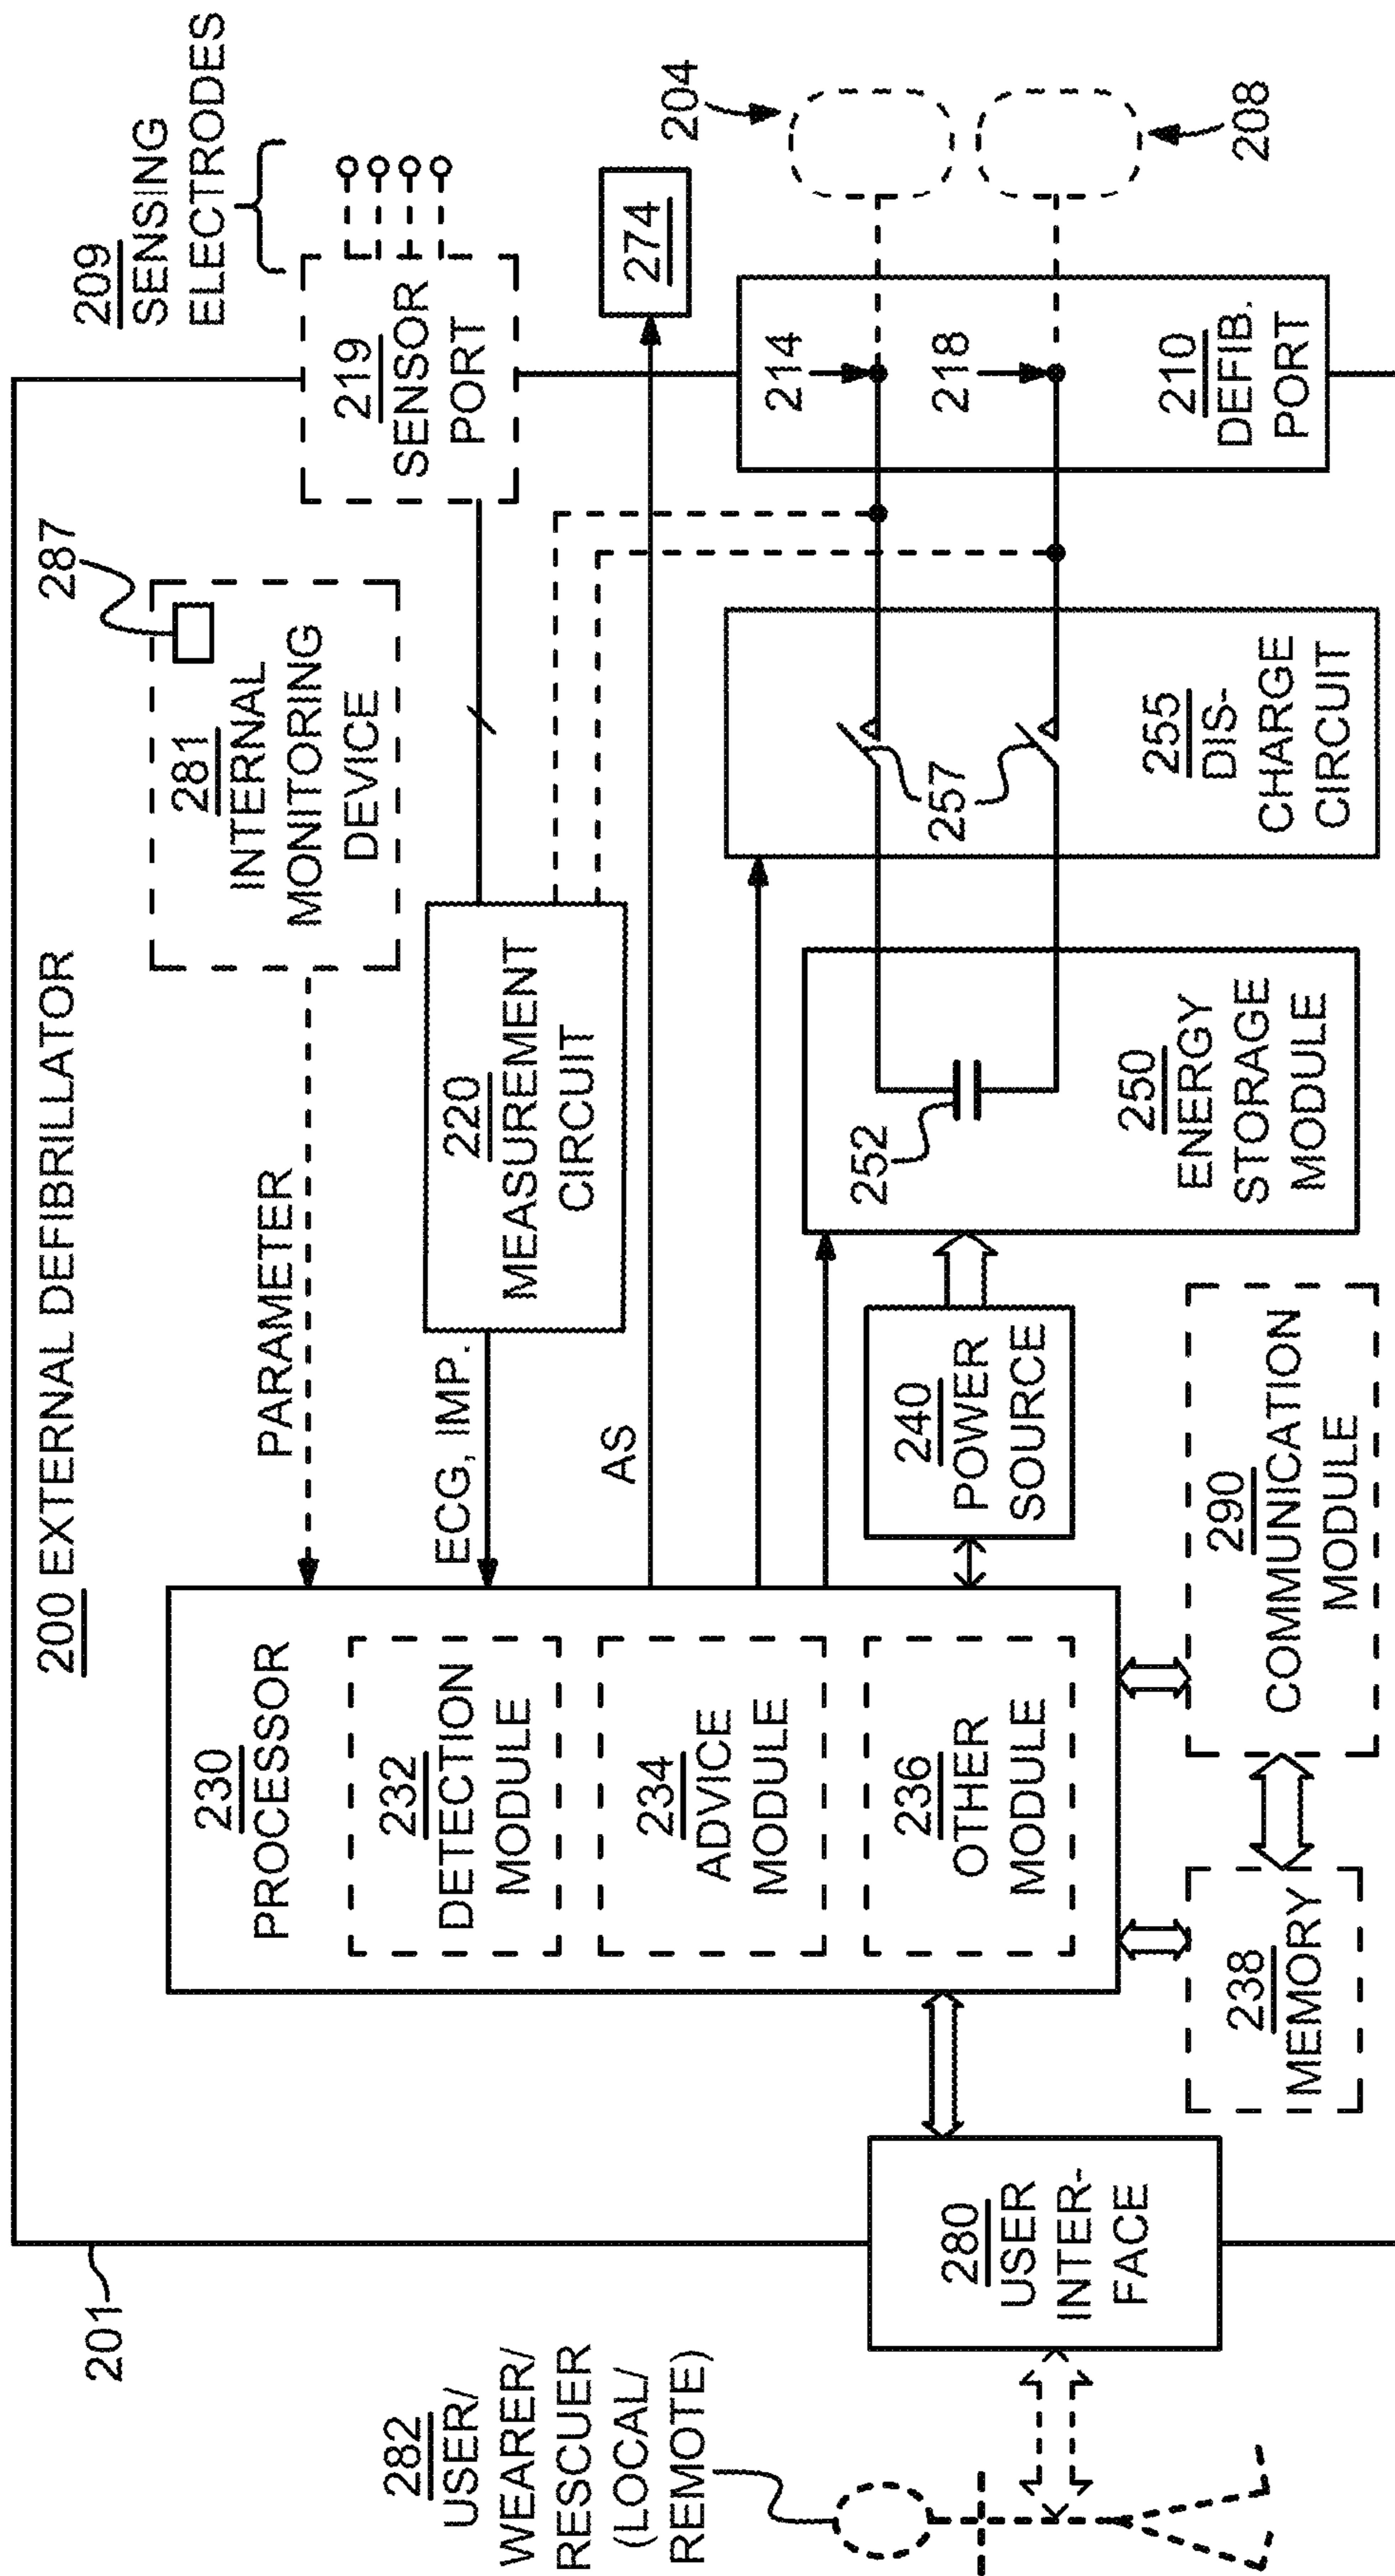 200 EXTERNAL DEFIBRILLATOR
201
282
USER/
WEARER/
RESCUER
(LOCAL/
REMOTE)
280
USER
INTER-
FACE
230
PROCESSOR
232
DETECTION
MODULE
234
ADVICE
MODULE
236
OTHER
MODULE
238
MEMORY
290
COMMUNICATION
MODULE
PARAMETER
ECG, IMP.
AS
240
POWER
SOURCE
220
MEASUREMENT
CIRCUIT
281
INTERNAL
MONITORING
DEVICE
287
252
250
ENERGY
STORAGE
MODULE
257
255
DIS-
CHARGE
CIRCUIT
219
SENSOR
PORT
209
SENSING
ELECTRODES
274
214
218
210
DEFIB.
PORT
204
208